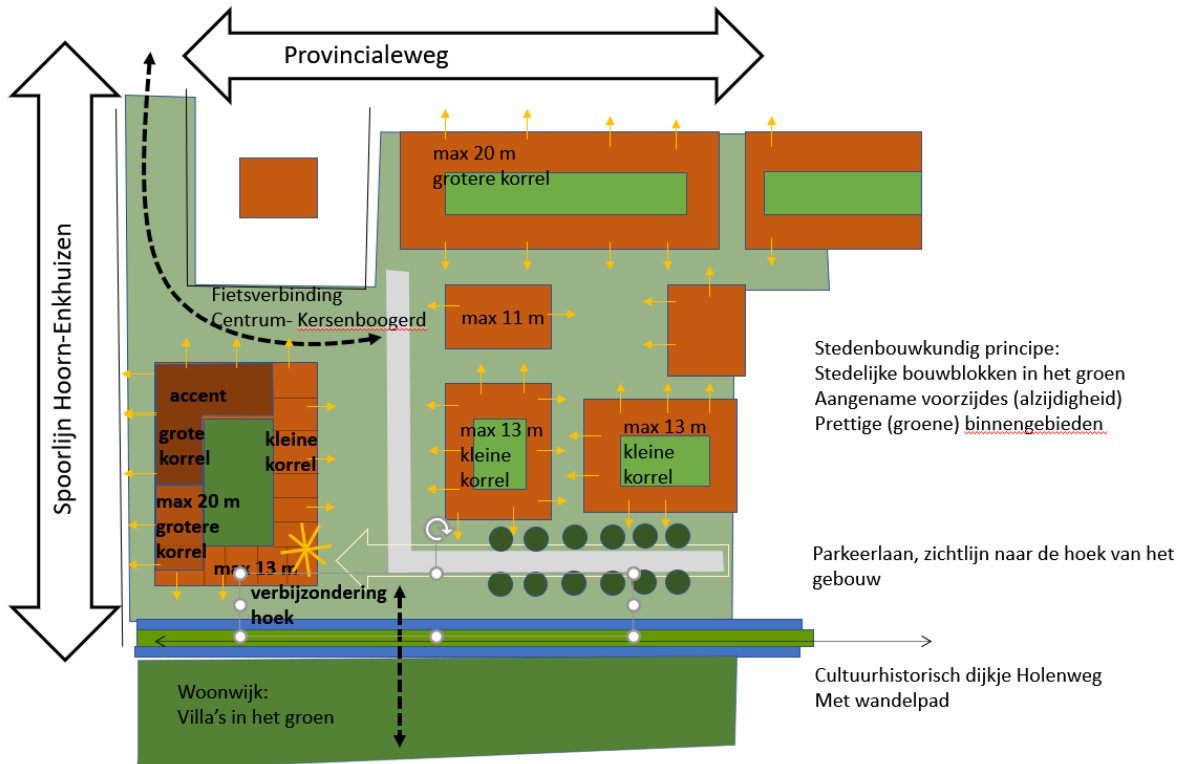 Provincialeweg
Spoorlijn Hoorn-Enkhuizen
max 20 m
grotere korrel
Fietsverbinding
Centrum- Kersenboogerd
max 11 m
accent
grote
korrel
kleine
korrel
max 20 m
grotere
korrel
max 13 m
verbijzondering
hoek
max 13 m
kleine
korrel
max 13 m
kleine
korrel
Stedenbouwkundig principe:
Stedelijke bouwblokken in het groen
Aangename voorzijdes (alzijdigheid)
Prettige (groene) binnengebieden
Parkeerlaan, zichtlijn naar de hoek van het
gebouw
Woonwijk:
Villa's in het groen
Cultuurhistorisch dijkje Holenweg
Met wandelpad